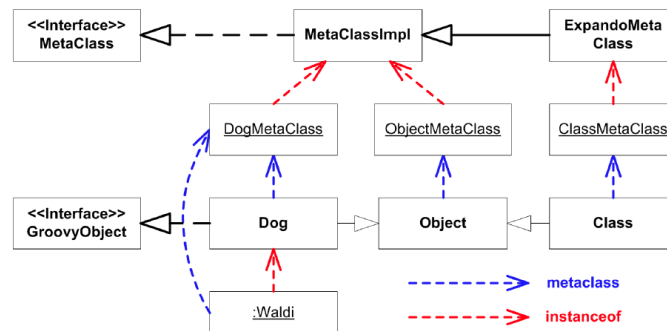 <<Interface>>
MetaClass
MetaClassImpl
ExpandoMeta
Class
DogMetaClass
ObjectMetaClass
ClassMetaClass
<<Interface>>
GroovyObject
Dog
Object
Class
:Waldi
metaclass
instanceof